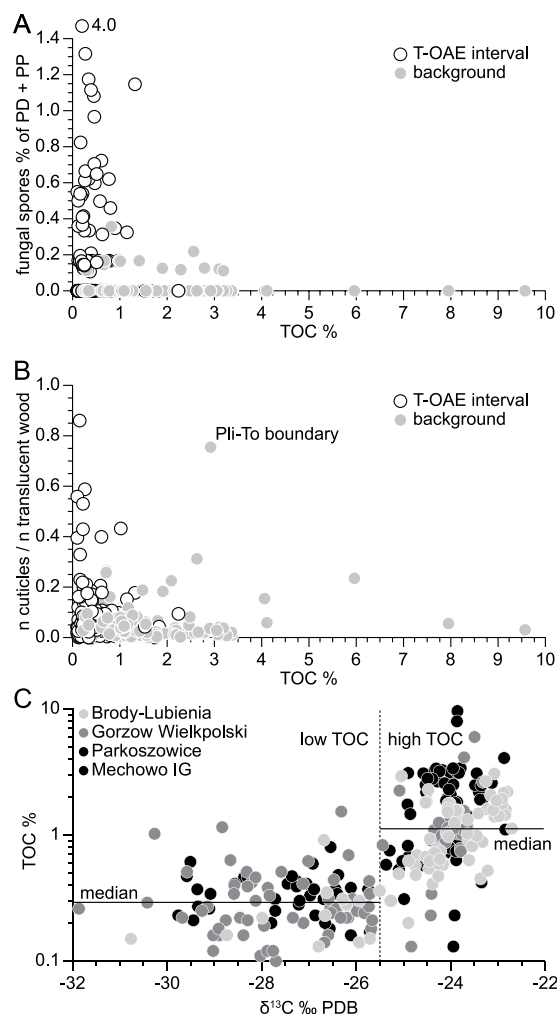 A
4.0
T-OAE interval
background
fungal spores % of PD + PP
1.4
1.2
1.0
0.8
0.6
0.4
0.2
0.0
0 1 2 3 4 5 6 7 8 9 10
TOC %
B
T-OAE interval
background
Pli-To boundary
n cuticles / n translucent wood
1.0
0.8
0.6
0.4
0.2
0.0
0 1 2 3 4 5 6 7 8 9 10
TOC %
C
Brody-Lubienia
Gorzow Wielkpolski
Parkoszowice
Mechowo IG
low TOC
high TOC
median
median
TOC %
10
1
0.1
-32 -30 -28 -26 -24 -22
δ¹³C ‰ PDB